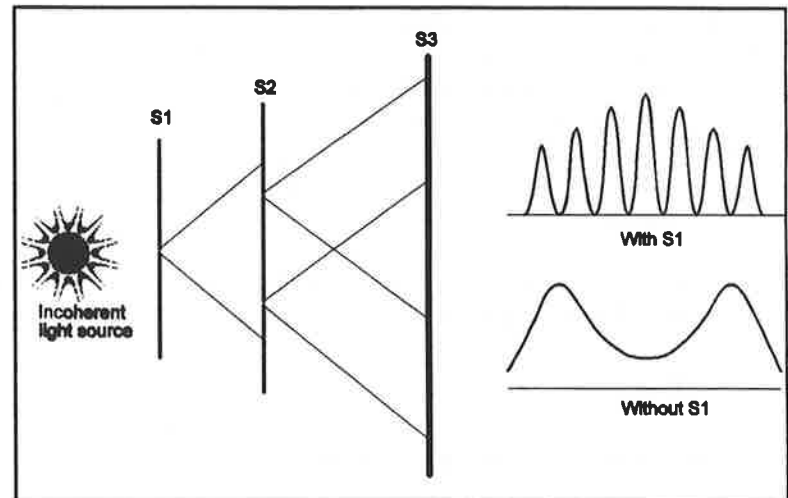 S3
S2
S1
Incoherent
light source
With S1
Without S1